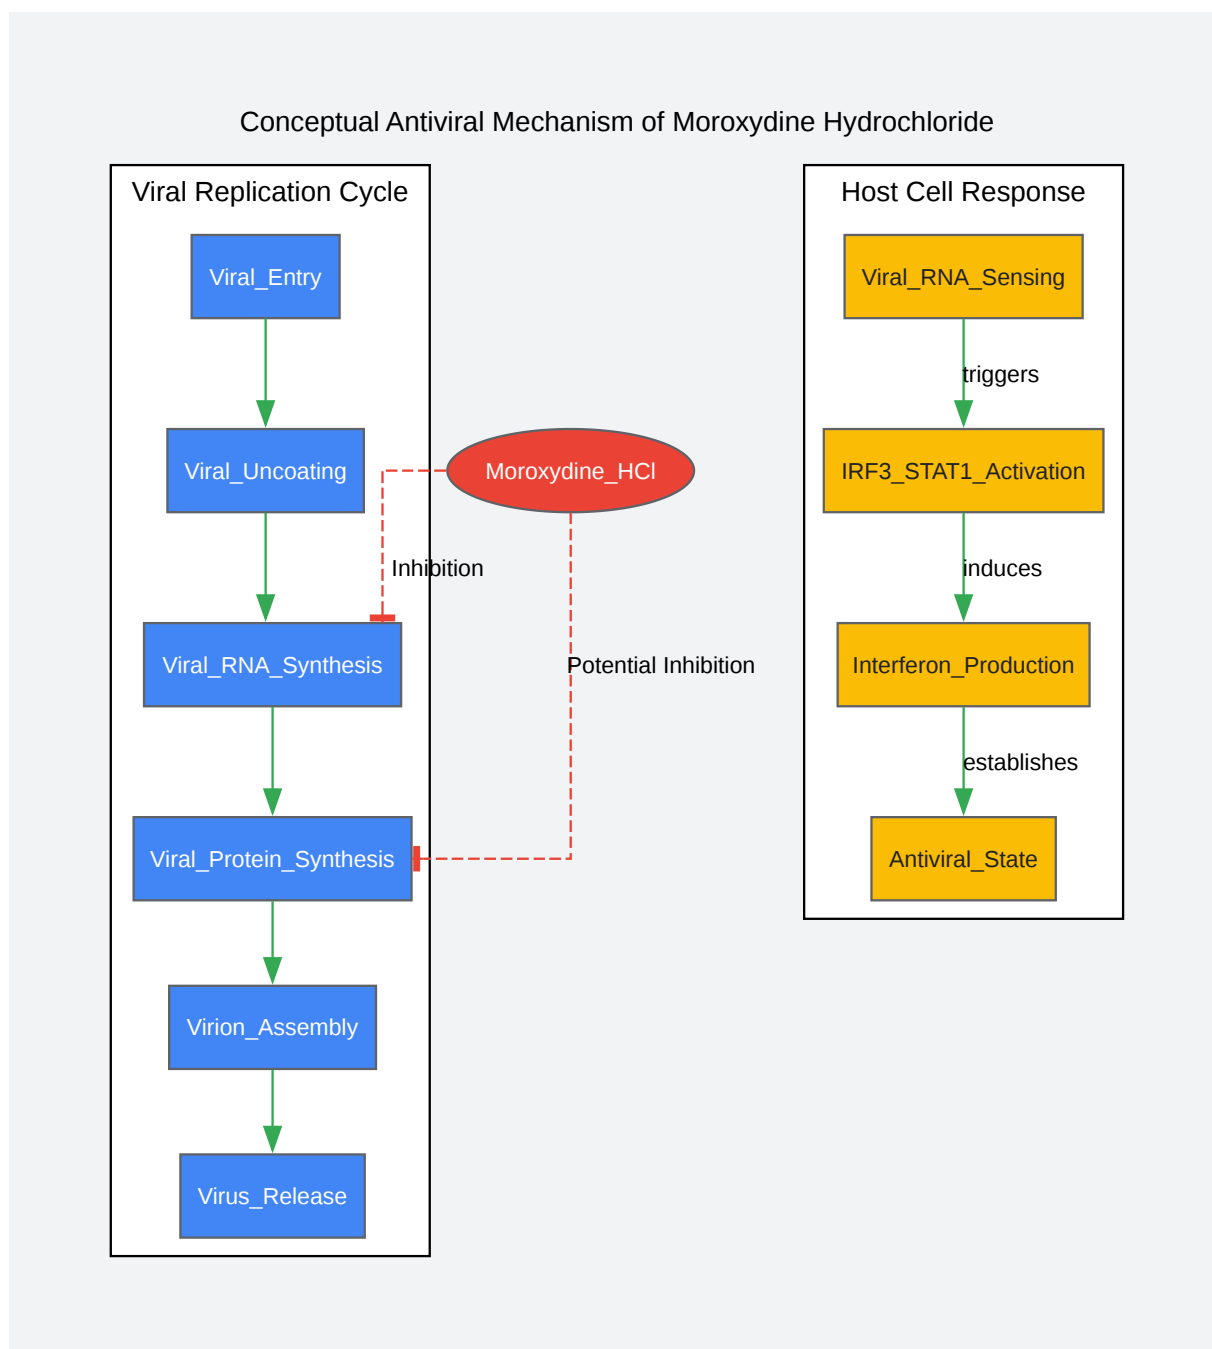 Conceptual Antiviral Mechanism of Moroxydine Hydrochloride
Viral Replication Cycle
Viral_Entry
Viral_Uncoating
Viral_RNA_Synthesis
Viral_Protein_Synthesis
Virion_Assembly
Virus_Release
Moroxydine_HCl
Inhibition
Potential Inhibition
Host Cell Response
Viral_RNA_Sensing
triggers
IRF3_STAT1_Activation
induces
Interferon_Production
establishes
Antiviral_State